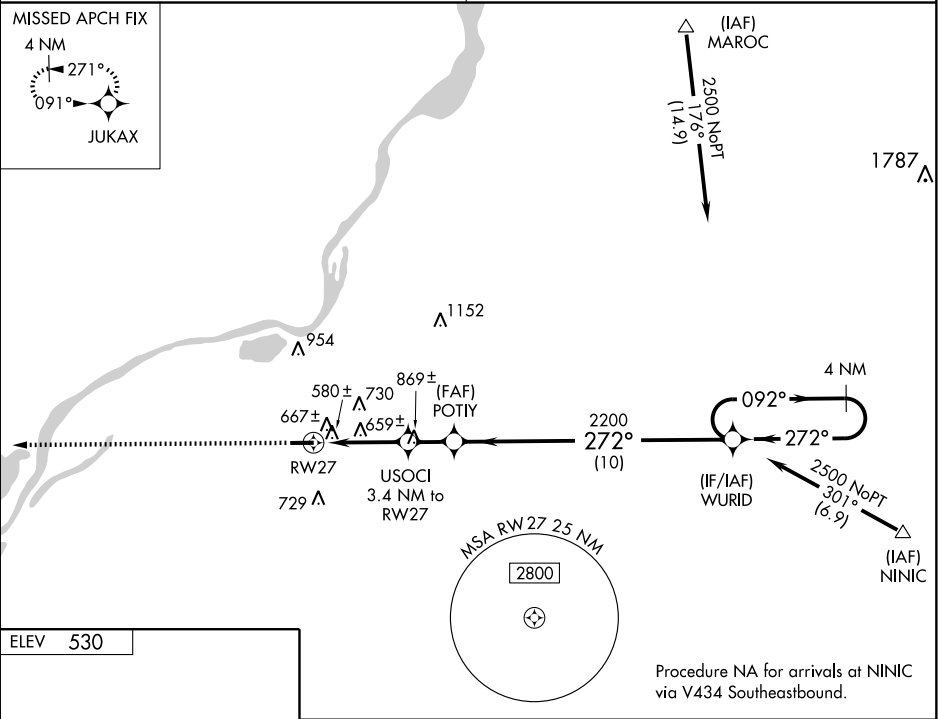 MISSED APCH FIX
4 NM
271°
091°
JUKAX
(IAF)
MAROC
2500 NoPT
176°
(14.9)
1787
1152
954
869±
580±
730
(FAF)
POTIY
667±
659±
RW27
USOCI
3.4 NM to
RW27
729
2200
272°
(10)
4 NM
092°
272°
(IF/IAF)
WURID
2500 NoPT
301°
(6.9)
(IAF)
NINIC
MSA RW27 25 NM
2800
ELEV 530
Procedure NA for arrivals at NINIC
via V434 Southeastbound.